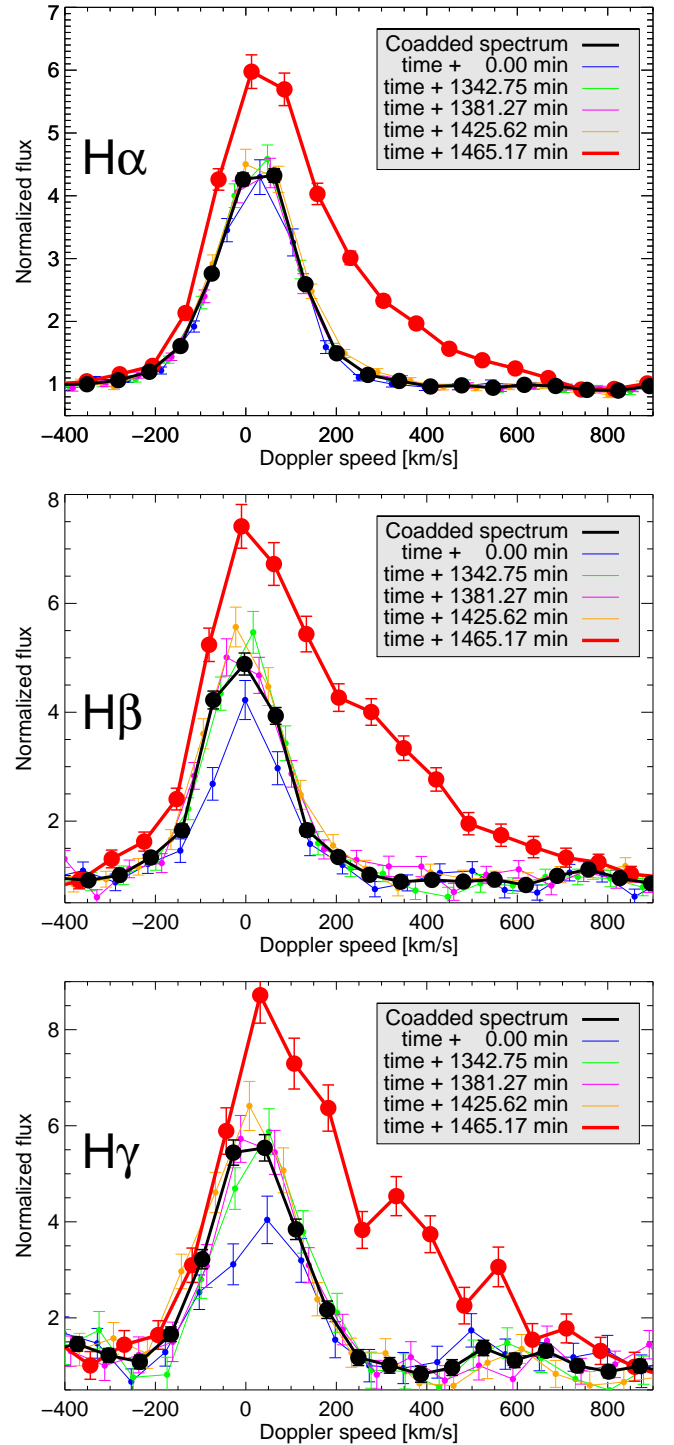 7
6
5
4
3
2
1
Normalized flux
Hα
Coadded spectrum
time + 0.00 min
time + 1342.75 min
time + 1381.27 min
time + 1425.62 min
time + 1465.17 min
−400 −200 0 200 400 600 800
Doppler speed [km/s]
8
6
4
2
Normalized flux
Hβ
Coadded spectrum
time + 0.00 min
time + 1342.75 min
time + 1381.27 min
time + 1425.62 min
time + 1465.17 min
−400 −200 0 200 400 600 800
Doppler speed [km/s]
8
6
4
2
Normalized flux
Hγ
Coadded spectrum
time + 0.00 min
time + 1342.75 min
time + 1381.27 min
time + 1425.62 min
time + 1465.17 min
−400 −200 0 200 400 600 800
Doppler speed [km/s]